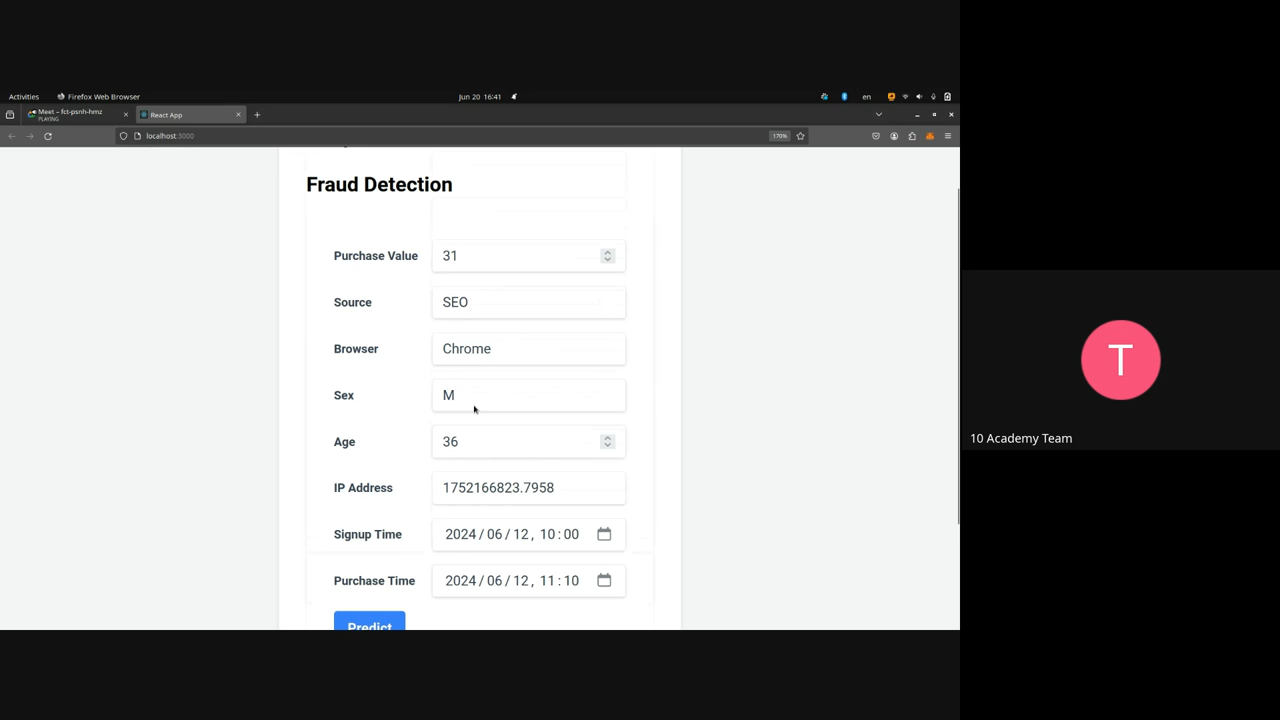 Activities Firefox Web Browser Jun 20 16:41 en
Meet – fct-psnh-hmz
PLAYING
React App
localhost:3000 170%
Fraud Detection
Purchase Value 31
Source SEO
Browser Chrome
Sex M
Age 36
IP Address 1752166823.7958
Signup Time 2024/06/12, 10:00
Purchase Time 2024/06/12, 11:10
Predict
T
10 Academy Team